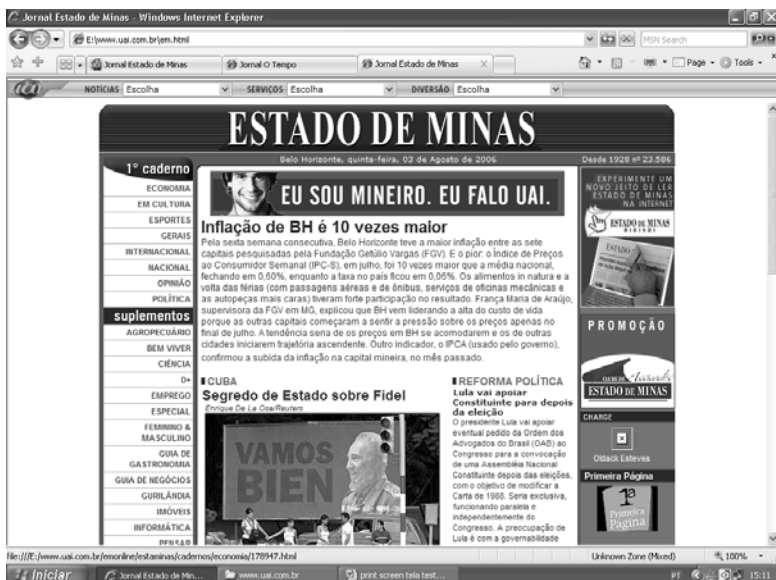 Jornal Estado de Minas - Windows Internet Explorer
E:\www.uai.com.br\em.html
MSN Search
Jornal Estado de Minas
Jornal O Tempo
Jornal Estado de Minas
Page
Tools
NOTÍCIAS Escolha
SERVIÇOS Escolha
DIVERSÃO Escolha
ESTADO DE MINAS
Belo Horizonte, quinta-feira, 03 de Agosto de 2006
Desde 1928 nº 23.586
1º caderno
ECONOMIA
EM CULTURA
ESPORTES
GERAIS
INTERNACIONAL
NACIONAL
OPINIÃO
POLÍTICA
suplementos
AGROPECUÁRIO
BEM VIVER
CIÊNCIA
D+
EMPREGO
ESPECIAL
FEMININO &
MASCULINO
GUIA DE
GASTRONOMIA
GUIA DE NEGÓCIOS
GURILÂNDIA
IMÓVEIS
INFORMÁTICA
PENSAR
EU SOU MINEIRO. EU FALO UAI.
Inflação de BH é 10 vezes maior
Pela sexta semana consecutiva, Belo Horizonte teve a maior inflação entre as sete
capitais pesquisadas pela Fundação Getúlio Vargas (FGV). E o pior: o Índice de Preços
ao Consumidor Semanal (IPC-S), em julho, foi 10 vezes maior que a média nacional,
fechando em 0,60%, enquanto a taxa no país ficou em 0,06%. Os alimentos in natura e a
volta das férias (com passagens aéreas e de ônibus, serviços de oficinas mecânicas e
as autopeças mais caras) tiveram forte participação no resultado. França Maria de Araújo,
supervisora da FGV em MG, explicou que BH vem liderando a alta do custo de vida
porque as outras capitais começaram a sentir a pressão sobre os preços apenas no
final de julho. A tendência seria de os preços em BH se acomodarem e os de outras
cidades iniciarem trajetória ascendente. Outro indicador, o IPCA (usado pelo governo),
confirmou a subida da inflação na capital mineira, no mês passado.
CUBA
Segredo de Estado sobre Fidel
Enrique De La Osa/Reuters
VAMOS
BIEN
REFORMA POLÍTICA
Lula vai apoiar
Constituinte para depois
da eleição
O presidente Lula vai apoiar
eventual pedido da Ordem dos
Advogados do Brasil (OAB) ao
Congresso para a convocação
de uma Assembléia Nacional
Constituinte depois das eleições,
com o objetivo de modificar a
Carta de 1988. Seria exclusiva,
funcionando paralela e
independentemente do
Congresso. A preocupação de
Lula é com a governabilidade
EXPERIMENTE UM
NOVO JEITO DE LER
ESTADO DE MINAS
NA INTERNET
ESTADO DE MINAS
DIGITAL
PROMOÇÃO
ESTADO DE MINAS
CHARGE
Oldack Esteves
Primeira Página
1ª
Primeira
Página
file:///E:/www.uai.com.br/emonline/estaminas/cadernos/economia/178947.html
Unknown Zone (Mixed)
100%
Iniciar
Jornal Estado de Min...
www.uai.com.br
print screen tela test...
PT
15:11